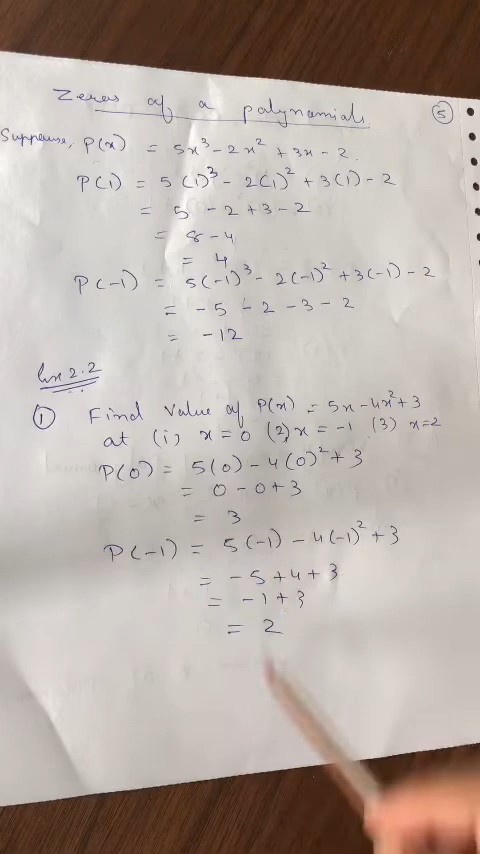 Zeroes of a polynamials
5
Suppouse, P(x) = 5x³ - 2x² + 3x - 2.
P(1) = 5(1)³ - 2(1)² + 3(1) - 2
= 5 - 2 + 3 - 2
= 8 - 4
= 4
P(-1) = 5(-1)³ - 2(-1)² + 3(-1) - 2
= -5 - 2 - 3 - 2
= -12
Ex 2.2
1 Find Value of P(x) = 5x - 4x² + 3
at (i) x = 0 (2) x = -1 (3) x = 2
P(0) = 5(0) - 4(0)² + 3
= 0 - 0 + 3
= 3
P(-1) = 5(-1) - 4(-1)² + 3
= -5 + 4 + 3
= -1 + 3
= 2